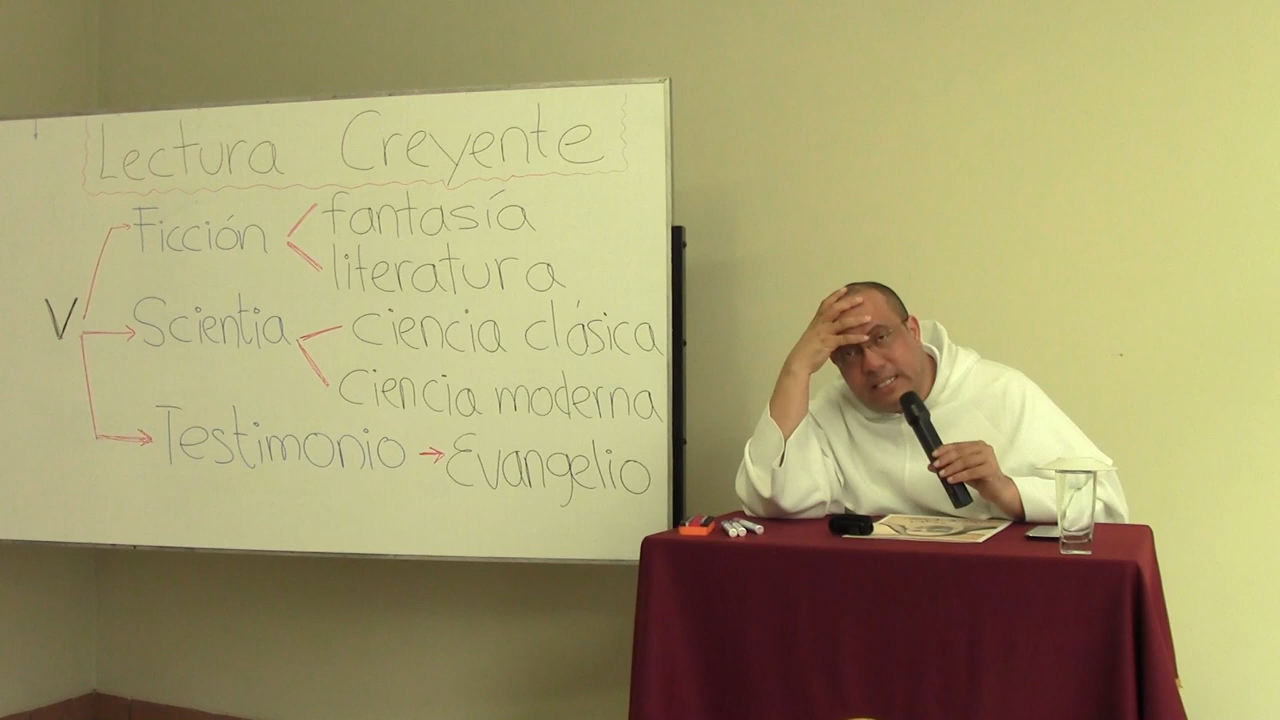 Lectura Creyente
Ficción fantasía
literatura
V Scientia ciencia clásica
ciencia moderna
Testimonio → Evangelio